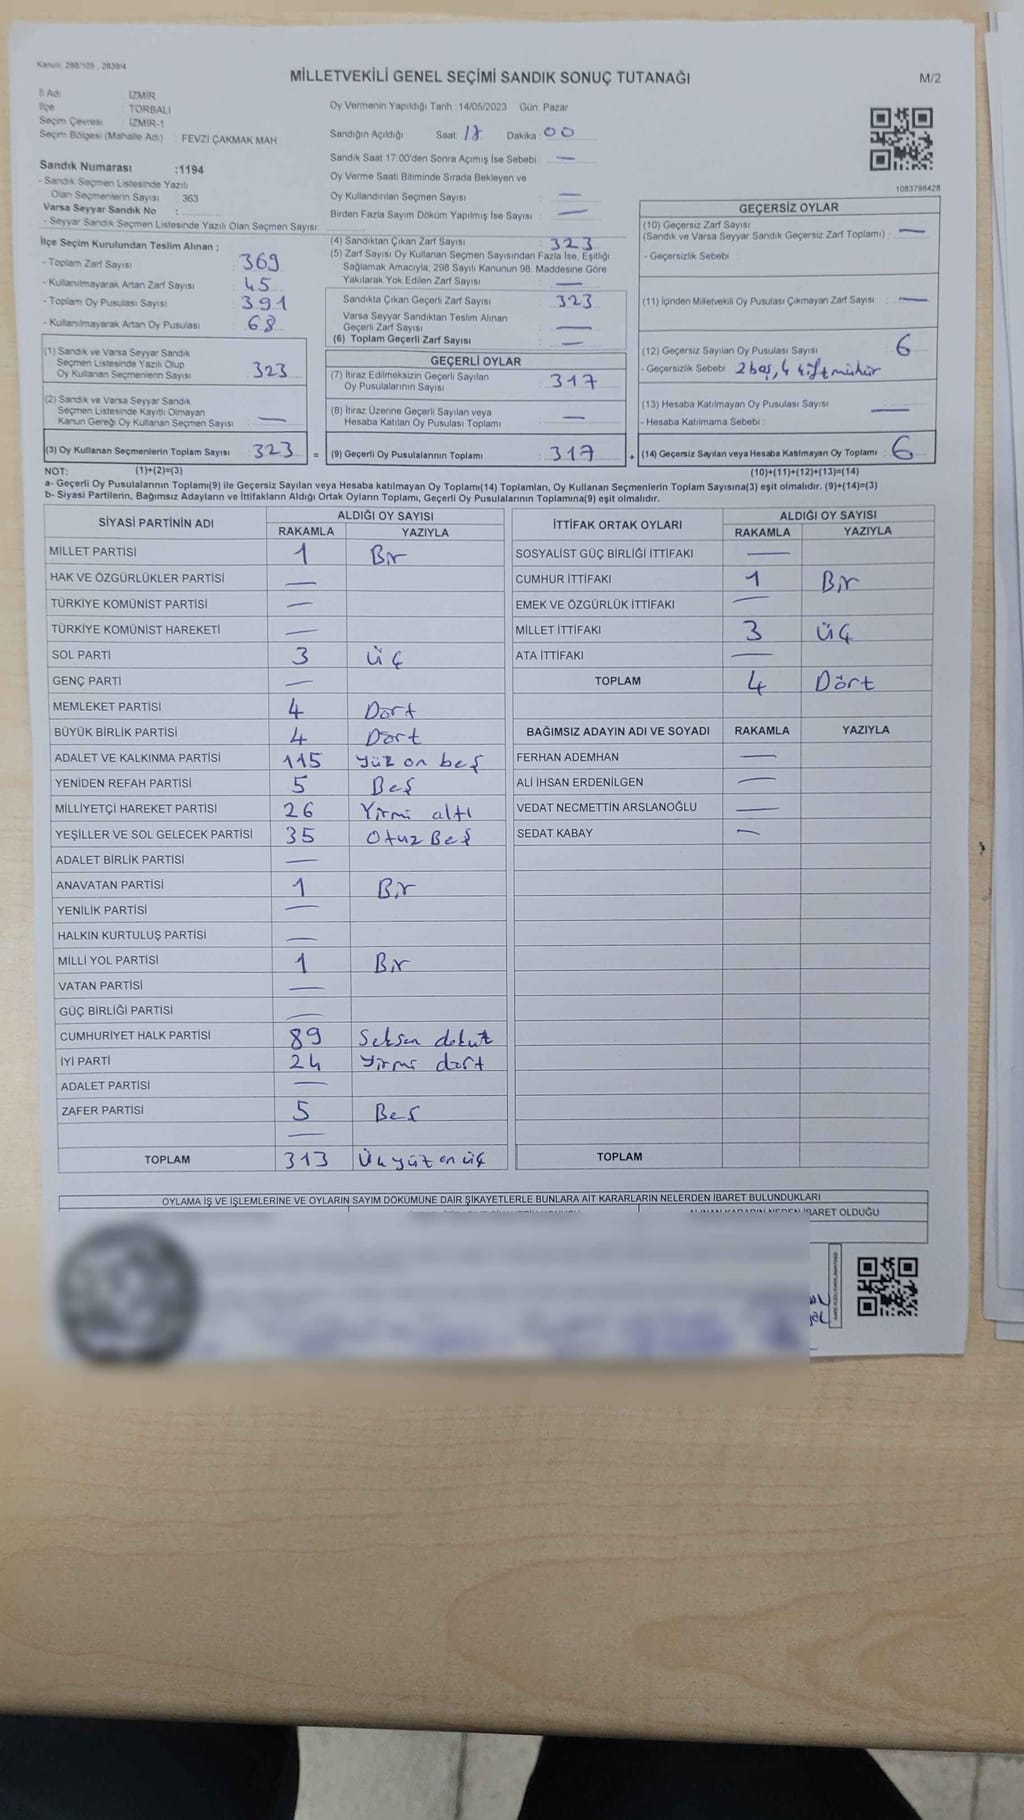 Kanun: 298/105 , 2839/4
MİLLETVEKİLİ GENEL SEÇİMİ SANDIK SONUÇ TUTANAĞI
M/2
İl Adı : İZMİR
İlçe : TORBALI
Seçim Çevresi : İZMİR-1
Seçim Bölgesi (Mahalle Adı) : FEVZİ ÇAKMAK MAH.
Sandık Numarası :1194
- Sandık Seçmen Listesinde Yazılı
Olan Seçmenlerin Sayısı : 363
Varsa Seyyar Sandık No :
- Seyyar Sandık Seçmen Listesinde Yazılı Olan Seçmen Sayısı:
Oy Vermenin Yapıldığı Tarih :14/05/2023 Gün: Pazar
Sandığın Açıldığı Saat: 17 Dakika: 00
Sandık Saat 17:00'den Sonra Açılmış İse Sebebi : —
Oy Verme Saati Bitiminde Sırada Bekleyen ve
Oy Kullandırılan Seçmen Sayısı : —
Birden Fazla Sayım Döküm Yapılmış İse Sayısı : —
1083798428
İlçe Seçim Kurulundan Teslim Alınan ;
- Toplam Zarf Sayısı : 369
- Kullanılmayarak Artan Zarf Sayısı : 45
- Toplam Oy Pusulası Sayısı : 391
- Kullanılmayarak Artan Oy Pusulası : 68
(1) Sandık ve Varsa Seyyar Sandık
Seçmen Listesinde Yazılı Olup
Oy Kullanan Seçmenlerin Sayısı : 323
(2) Sandık ve Varsa Seyyar Sandık
Seçmen Listesinde Kayıtlı Olmayan
Kanun Gereği Oy Kullanan Seçmen Sayısı : —
(3) Oy Kullanan Seçmenlerin Toplam Sayısı : 323 =
(4) Sandıktan Çıkan Zarf Sayısı : 323
(5) Zarf Sayısı Oy Kullanan Seçmen Sayısından Fazla İse, Eşitliği
Sağlamak Amacıyla, 298 Sayılı Kanunun 98. Maddesine Göre
Yakılarak Yok Edilen Zarf Sayısı : —
Sandıkta Çıkan Geçerli Zarf Sayısı : 323
Varsa Seyyar Sandıktan Teslim Alınan
Geçerli Zarf Sayısı : —
(6) Toplam Geçerli Zarf Sayısı : —
GEÇERLİ OYLAR
(7) İtiraz Edilmeksizin Geçerli Sayılan
Oy Pusulalarının Sayısı : 317
(8) İtiraz Üzerine Geçerli Sayılan veya
Hesaba Katılan Oy Pusulası Toplamı : —
(9) Geçerli Oy Pusulalarının Toplamı : 317 +
GEÇERSİZ OYLAR
(10) Geçersiz Zarf Sayısı
(Sandık ve Varsa Seyyar Sandık Geçersiz Zarf Toplamı) : —
- Geçersizlik Sebebi :
(11) İçinden Milletvekili Oy Pusulası Çıkmayan Zarf Sayısı : —
(12) Geçersiz Sayılan Oy Pusulası Sayısı : 6
- Geçersizlik Sebebi : 2 boş, 4 çift mühür
(13) Hesaba Katılmayan Oy Pusulası Sayısı : —
- Hesaba Katılmama Sebebi :
(14) Geçersiz Sayılan veya Hesaba Katılmayan Oy Toplamı : 6
NOT: (1)+(2)=(3) (10)+(11)+(12)+(13)=(14)
a- Geçerli Oy Pusulalarının Toplamı(9) ile Geçersiz Sayılan veya Hesaba Katılmayan Oy Toplamı(14) Toplamları, Oy Kullanan Seçmenlerin Toplam Sayısına(3) eşit olmalıdır. (9)+(14)=(3)
b- Siyasi Partilerin, Bağımsız Adayların ve İttifakların Aldığı Ortak Oyların Toplamı, Geçerli Oy Pusulalarının Toplamına(9) eşit olmalıdır.
SİYASİ PARTİNİN ADI ALDIĞI OY SAYISI
RAKAMLA YAZIYLA
MİLLET PARTİSİ 1 Bir
HAK VE ÖZGÜRLÜKLER PARTİSİ —
TÜRKİYE KOMÜNİST PARTİSİ —
TÜRKİYE KOMÜNİST HAREKETİ —
SOL PARTİ 3 üç
GENÇ PARTİ —
MEMLEKET PARTİSİ 4 Dört
BÜYÜK BİRLİK PARTİSİ 4 Dört
ADALET VE KALKINMA PARTİSİ 115 yüz on beş
YENİDEN REFAH PARTİSİ 5 Beş
MİLLİYETÇİ HAREKET PARTİSİ 26 Yirmi altı
YEŞİLLER VE SOL GELECEK PARTİSİ 35 Otuz Beş
ADALET BİRLİK PARTİSİ —
ANAVATAN PARTİSİ 1 Bir
YENİLİK PARTİSİ —
HALKIN KURTULUŞ PARTİSİ —
MİLLİ YOL PARTİSİ 1 Bir
VATAN PARTİSİ —
GÜÇ BİRLİĞİ PARTİSİ —
CUMHURİYET HALK PARTİSİ 89 Seksen dokuz
İYİ PARTİ 24 Yirmi dört
ADALET PARTİSİ —
ZAFER PARTİSİ 5 Beş
—
TOPLAM 313 Üçyüz on üç
İTTİFAK ORTAK OYLARI ALDIĞI OY SAYISI
RAKAMLA YAZIYLA
SOSYALİST GÜÇ BİRLİĞİ İTTİFAKI —
CUMHUR İTTİFAKI 1 Bir
EMEK VE ÖZGÜRLÜK İTTİFAKI —
MİLLET İTTİFAKI 3 üç
ATA İTTİFAKI —
TOPLAM 4 Dört
BAĞIMSIZ ADAYIN ADI VE SOYADI RAKAMLA YAZIYLA
FERHAN ADEMHAN —
ALİ İHSAN ERDENİLGEN —
VEDAT NECMETTİN ARSLANOĞLU —
SEDAT KABAY —
TOPLAM
OYLAMA İŞ VE İŞLEMLERİNE VE OYLARIN SAYIM DÖKÜMÜNE DAİR ŞİKAYETLERLE BUNLARA AİT KARARLARIN NELERDEN İBARET BULUNDUKLARI
ALINAN KARARIN NEDEN İBARET OLDUĞU